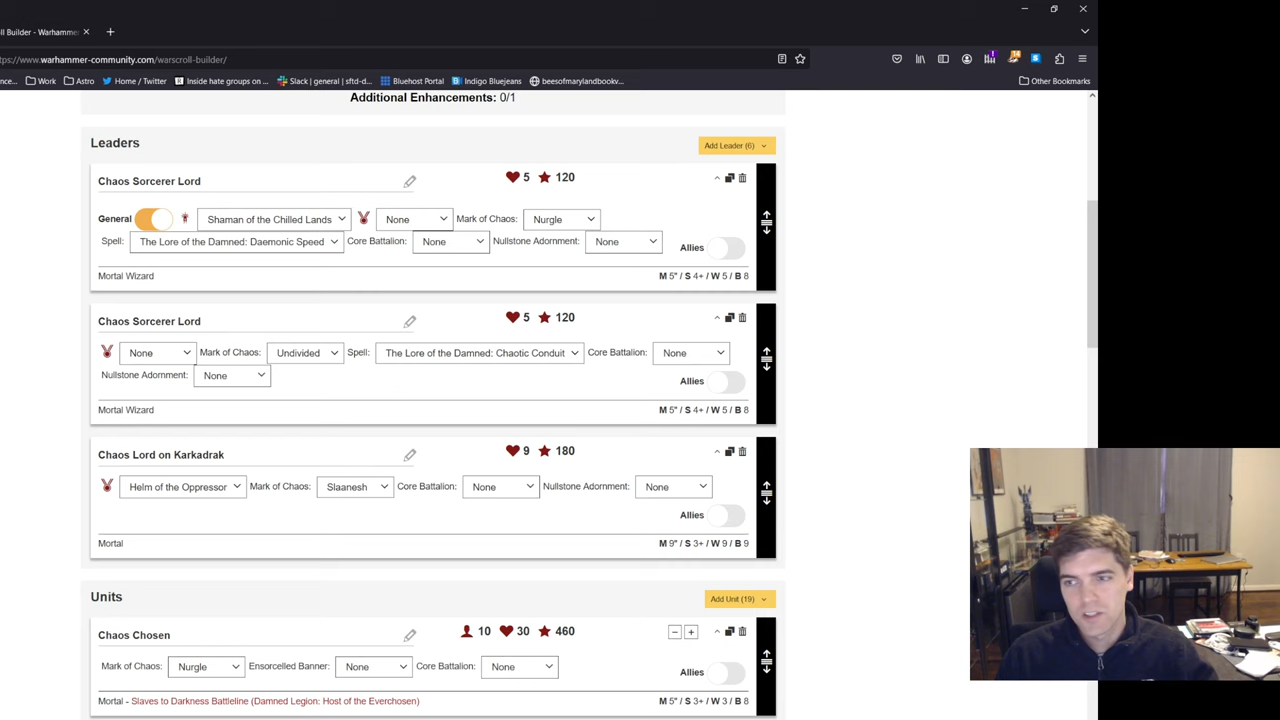 ll Builder - Warhamme
ttps://www.warhammer-community.com/warscroll-builder/
nce... Work Astro Home / Twitter Inside hate groups on ... Slack | general | sftd-d... Bluehost Portal Indigo Bluejeans beesofmarylandbookv... Other Bookmarks
Additional Enhancements: 0/1
Leaders Add Leader (6)
Chaos Sorcerer Lord 5 120
General Shaman of the Chilled Lands None Mark of Chaos: Nurgle
Spell: The Lore of the Damned: Daemonic Speed Core Battalion: None Nullstone Adornment: None Allies
Mortal Wizard M 5" / S 4+ / W 5 / B 8
Chaos Sorcerer Lord 5 120
None Mark of Chaos: Undivided Spell: The Lore of the Damned: Chaotic Conduit Core Battalion: None
Nullstone Adornment: None Allies
Mortal Wizard M 5" / S 4+ / W 5 / B 8
Chaos Lord on Karkadrak 9 180
Helm of the Oppressor Mark of Chaos: Slaanesh Core Battalion: None Nullstone Adornment: None
Allies
Mortal M 9" / S 3+ / W 9 / B 9
Units Add Unit (19)
Chaos Chosen 10 30 460
Mark of Chaos: Nurgle Ensorcelled Banner: None Core Battalion: None Allies
Mortal - Slaves to Darkness Battleline (Damned Legion: Host of the Everchosen) M 5" / S 3+ / W 3 / B 8